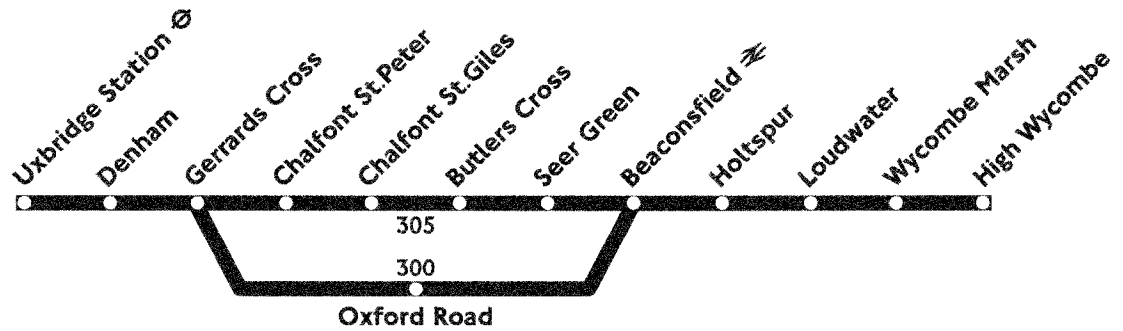 Uxbridge Station
Denham
Gerrards Cross
Chalfont St.Peter
Chalfont St.Giles
Butlers Cross
Seer Green
Beaconsfield
Holtspur
Loudwater
Wycombe Marsh
High Wycombe
305
300
Oxford Road